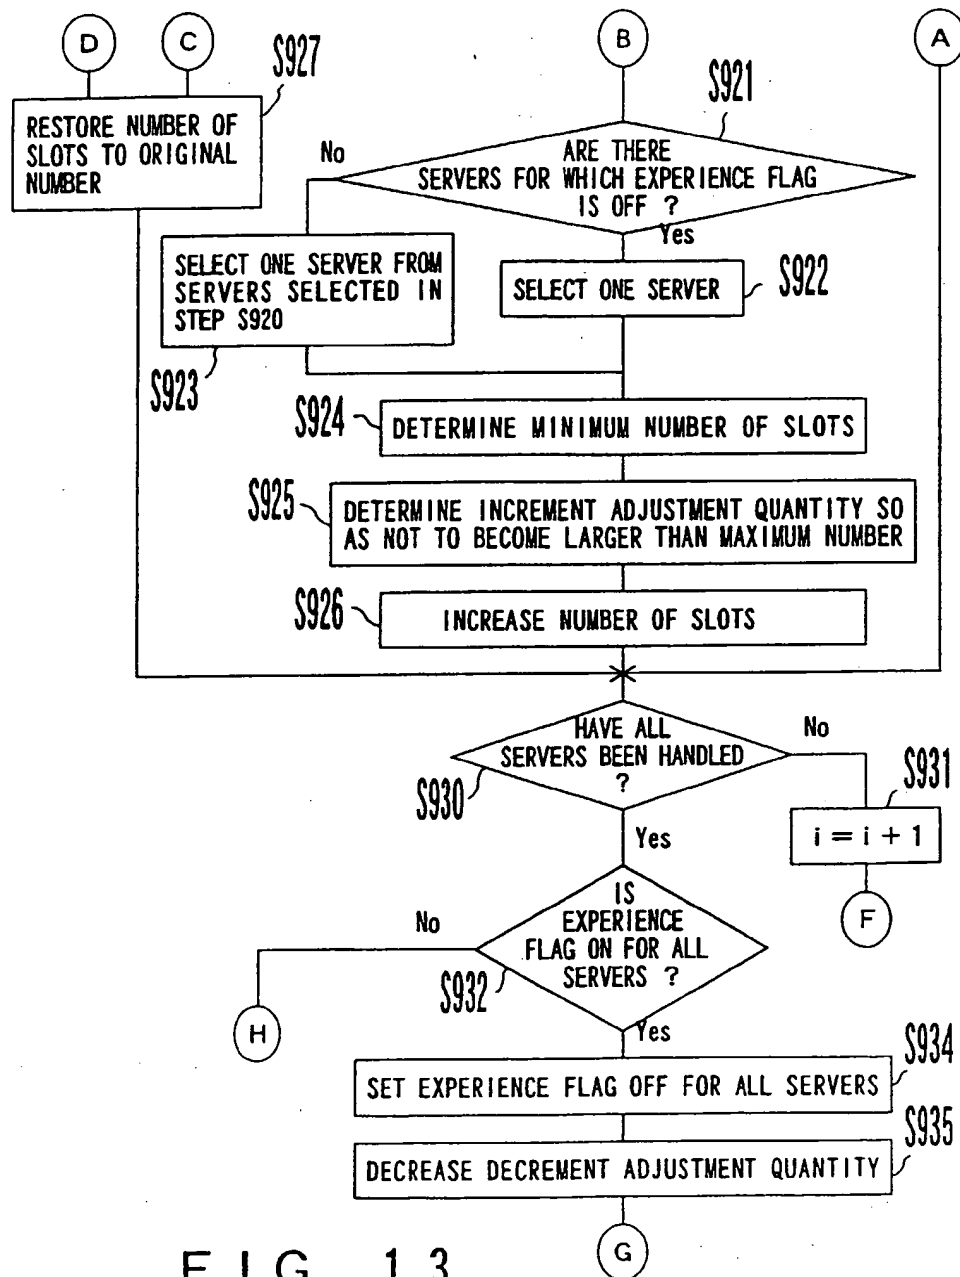 D
C
B
A
S927
RESTORE NUMBER OF
SLOTS TO ORIGINAL
NUMBER
S921
No
ARE THERE
SERVERS FOR WHICH EXPERIENCE FLAG
IS OFF ?
Yes
SELECT ONE SERVER FROM
SERVERS SELECTED IN
STEP S920
S923
SELECT ONE SERVER
S922
S924
DETERMINE MINIMUM NUMBER OF SLOTS
S925
DETERMINE INCREMENT ADJUSTMENT QUANTITY SO
AS NOT TO BECOME LARGER THAN MAXIMUM NUMBER
S926
INCREASE NUMBER OF SLOTS
HAVE ALL
SERVERS BEEN HANDLED
?
No
S930
S931
Yes
i = i + 1
F
IS
EXPERIENCE
FLAG ON FOR ALL
SERVERS ?
No
S932
H
Yes
S934
SET EXPERIENCE FLAG OFF FOR ALL SERVERS
S935
DECREASE DECREMENT ADJUSTMENT QUANTITY
G
FIG. 13